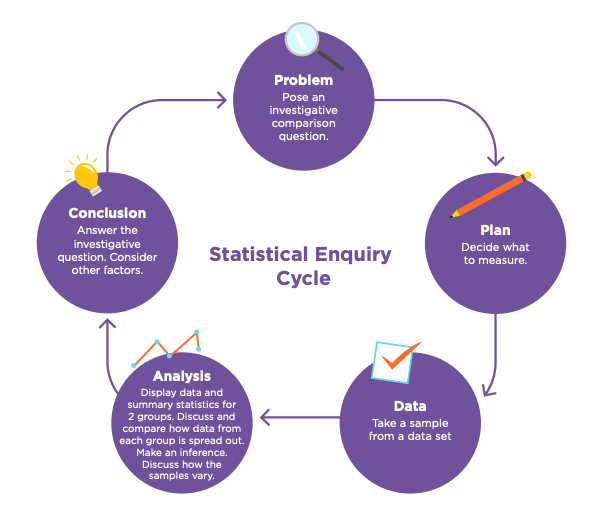 Problem
Pose an
investigative
comparison
question.
Plan
Decide what
to measure.
Data
Take a sample
from a data set
Analysis
Display data and
summary statistics for
2 groups. Discuss and
compare how data from
each group is spread out.
Make an inference.
Discuss how the
samples vary.
Conclusion
Answer the
investigative
question. Consider
other factors.
Statistical Enquiry
Cycle